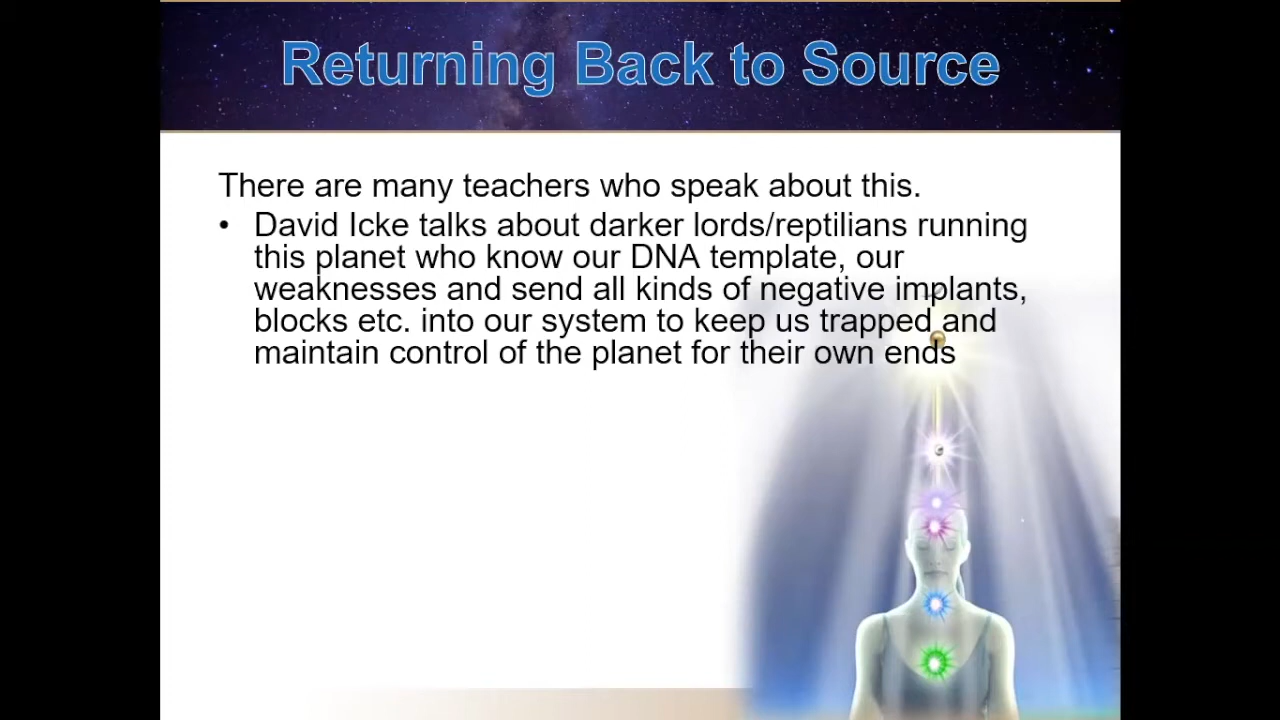 Returning Back to Source
There are many teachers who speak about this.
• David Icke talks about darker lords/reptilians running
this planet who know our DNA template, our
weaknesses and send all kinds of negative implants,
blocks etc. into our system to keep us trapped and
maintain control of the planet for their own ends